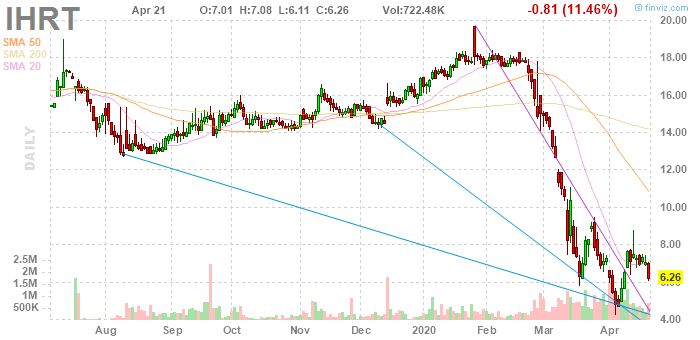 IHRT
Apr 21 O:7.01 H:7.08 L:6.11 C:6.26 Vol:722.48K -0.81 (11.46%)
© finviz.com
SMA 50
SMA 200
SMA 20
DAILY
20.00
18.00
16.00
14.00
12.00
10.00
8.00
6.26
4.00
2.5M
2M
1.5M
1M
500K
Aug Sep Oct Nov Dec 2020 Feb Mar Apr